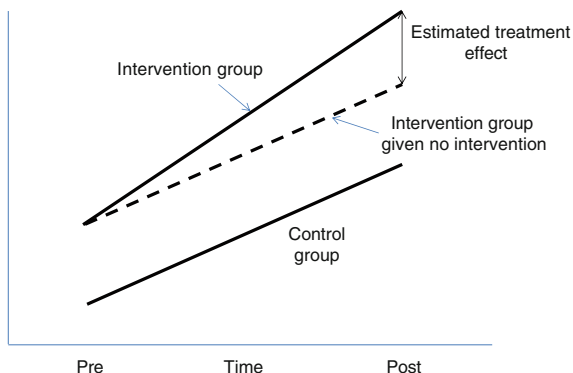 Estimated treatment
effect
Intervention group
Intervention group
given no intervention
Control
group
Pre Time Post